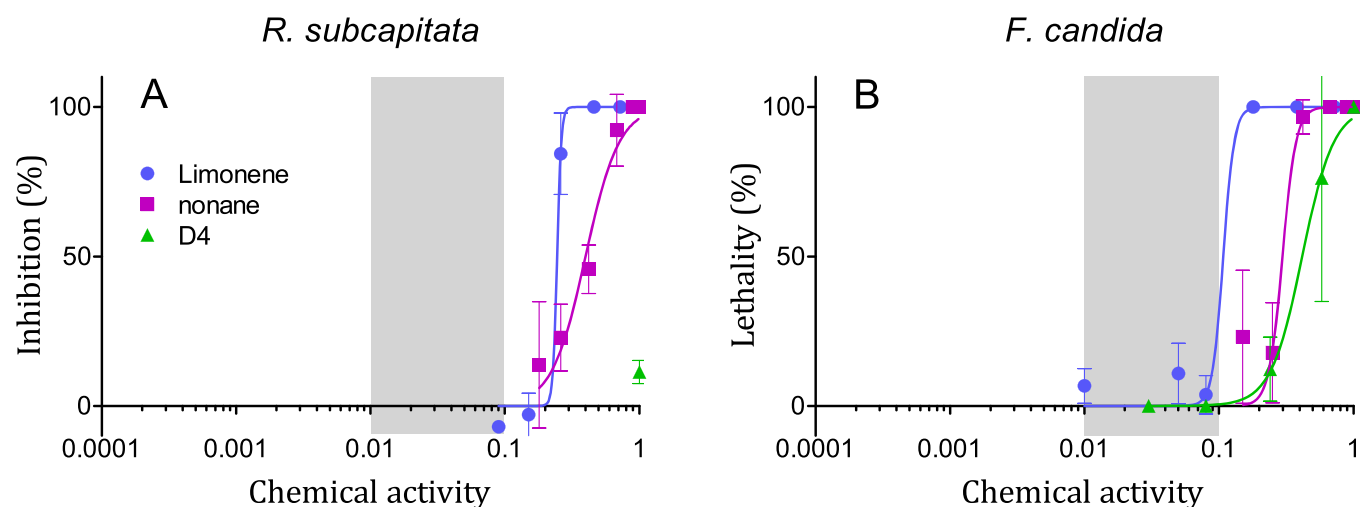 R. subcapitata
A
100
50
0
Inhibition (%)
Limonene
nonane
D4
0.0001
0.001
0.01
0.1
1
Chemical activity
F. candida
B
100
50
0
Lethality (%)
0.0001
0.001
0.01
0.1
1
Chemical activity